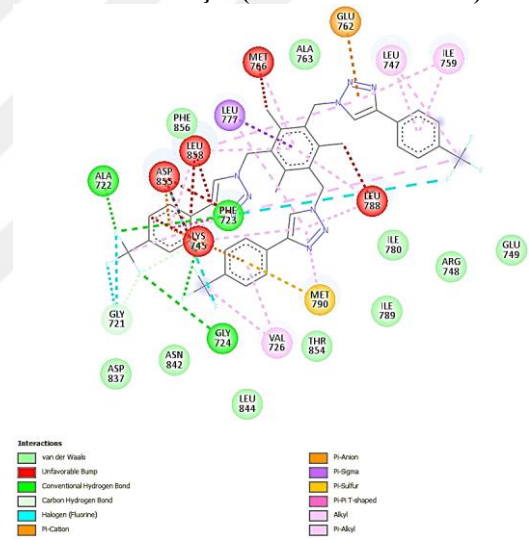 GLU
762
MET
766
ALA
763
LEU
747
ILE
759
LEU
777
PHE
856
LEU
858
ASP
855
ALA
722
PHE
723
LEU
788
LYS
745
ILE
780
GLU
749
ARG
748
MET
790
ILE
789
GLY
721
GLY
724
VAL
726
THR
854
ASN
842
ASP
837
LEU
844
N
N
N
N
N
N
N
N
N
Interactions
van der Waals
Unfavorable Bump
Conventional Hydrogen Bond
Carbon Hydrogen Bond
Halogen (Fluorine)
Pi-Cation
Pi-Anion
Pi-Sigma
Pi-Sulfur
Pi-Pi T-shaped
Alkyl
Pi-Alkyl